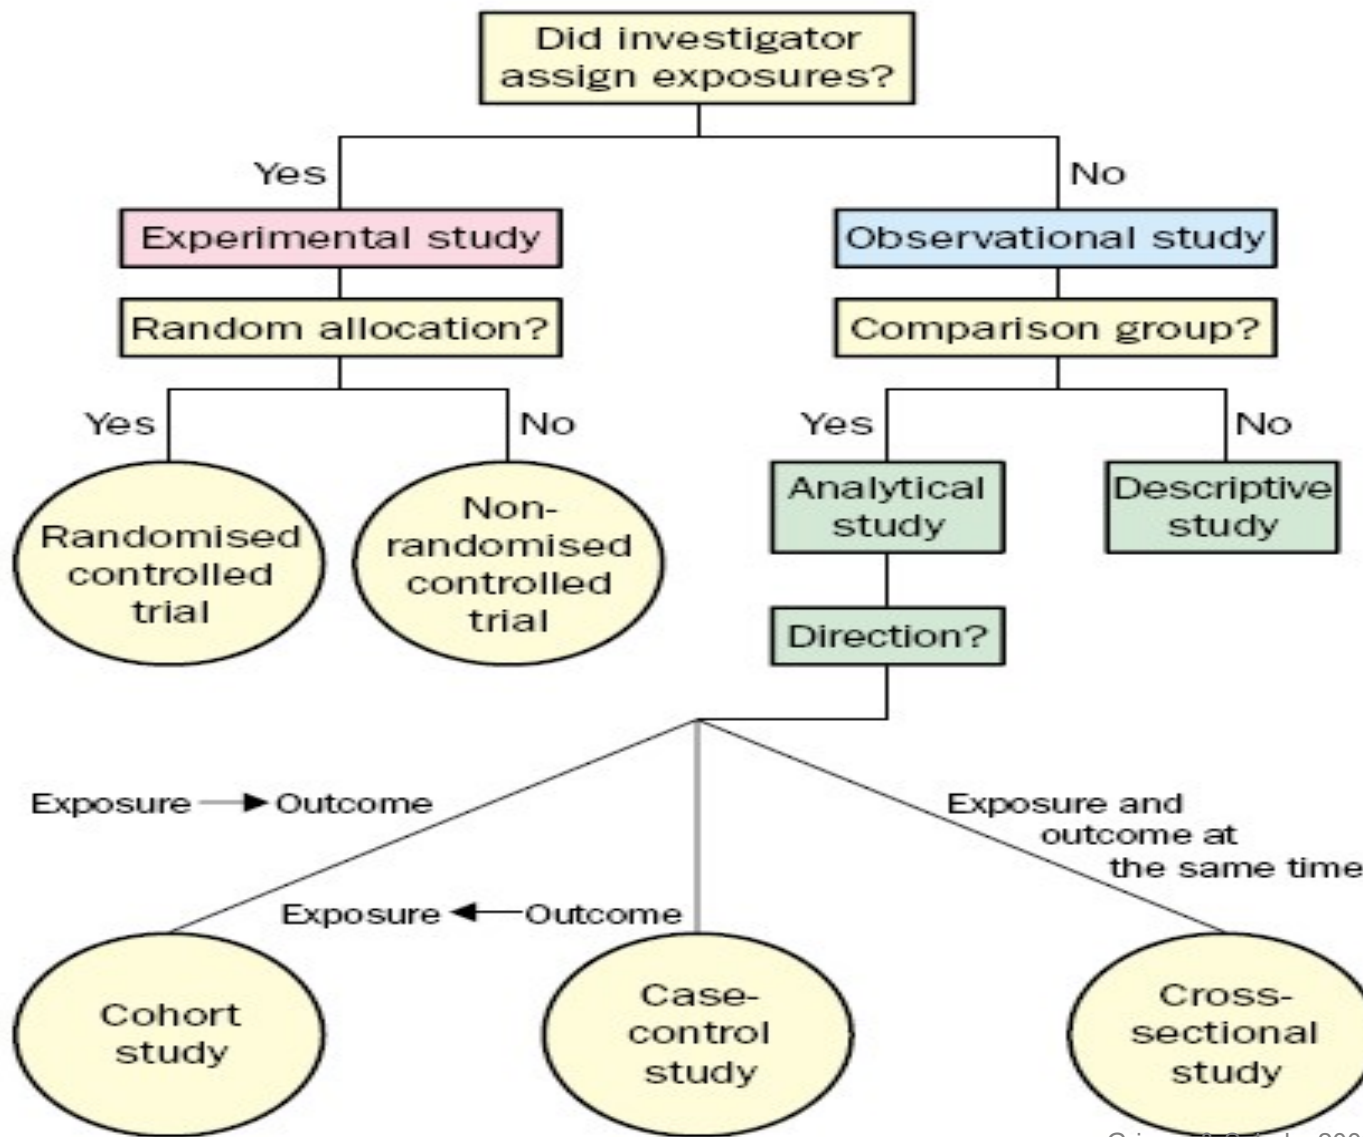 Did investigator
assign exposures?
Yes
No
Experimental study
Observational study
Random allocation?
Comparison group?
Yes
No
Yes
No
Randomised
controlled
trial
Non-
randomised
controlled
trial
Analytical
study
Descriptive
study
Direction?
Exposure Outcome
Exposure and
outcome at
the same time
Exposure Outcome
Cohort
study
Case-
control
study
Cross-
sectional
study